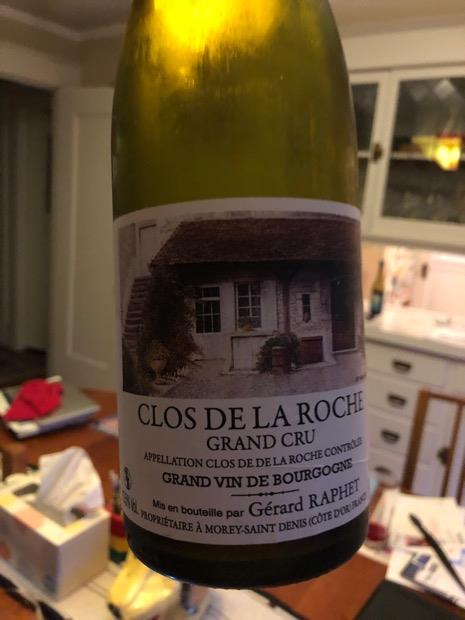 CLOS DE LA ROCHE
GRAND CRU
APPELLATION CLOS DE DE LA ROCHE CONTRÔLÉE
GRAND VIN DE BOURGOGNE
Mis en bouteille par Gérard RAPHET
PROPRIÉTAIRE À MOREY-SAINT DENIS (CÔTE D'OR) FRANCE